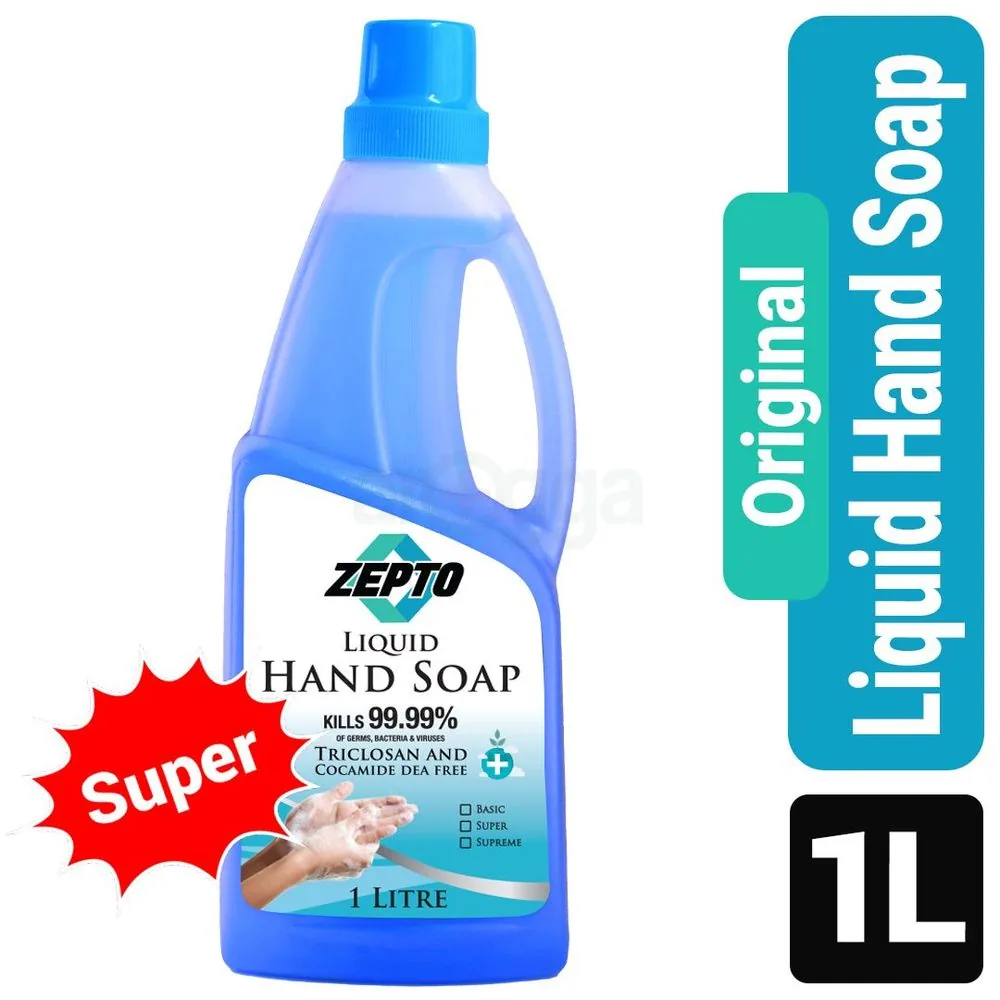 ZEPTO
LIQUID
HAND SOAP
KILLS 99.99%
OF GERMS, BACTERIA & VIRUSES
TRICLOSAN AND
COCAMIDE DEA FREE
BASIC
SUPER
SUPREME
1 LITRE
Super
Original
Liquid Hand Soap
1L
arogga